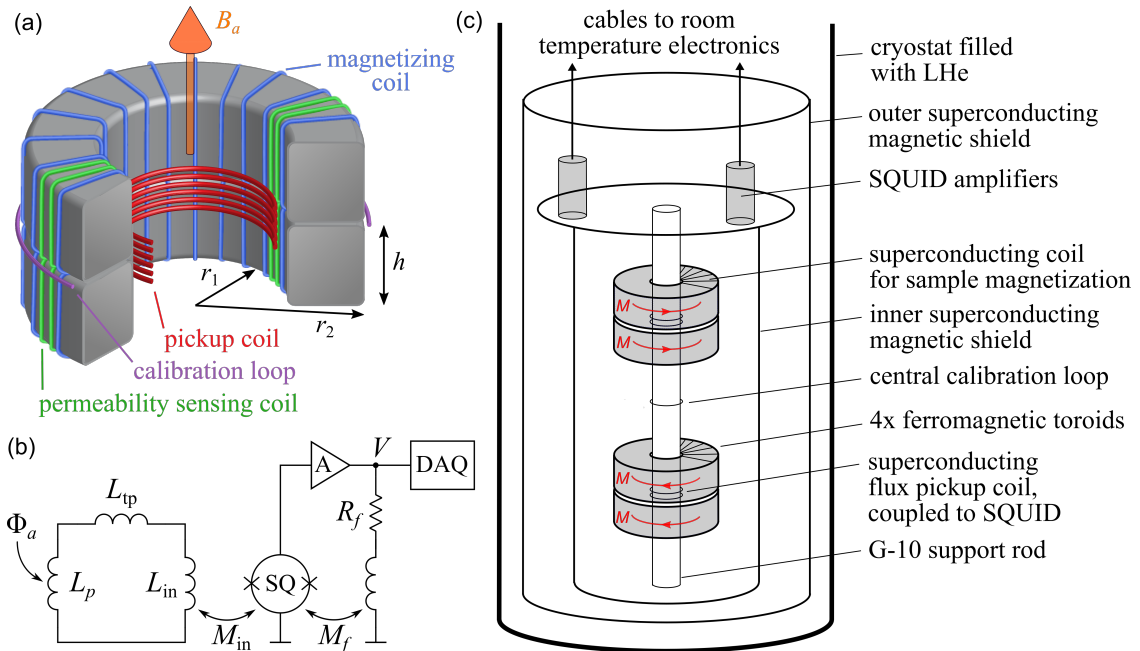 (a)
B_a
magnetizing
coil
h
r_1
r_2
pickup coil
calibration loop
permeability sensing coil
(b)
A
V
DAQ
L_tp
R_f
Φ_a
L_p
L_in
SQ
M_in
M_f
(c)
cables to room
temperature electronics
cryostat filled
with LHe
outer superconducting
magnetic shield
SQUID amplifiers
superconducting coil
for sample magnetization
M
M
inner superconducting
magnetic shield
central calibration loop
4x ferromagnetic toroids
M
M
superconducting
flux pickup coil,
coupled to SQUID
G-10 support rod